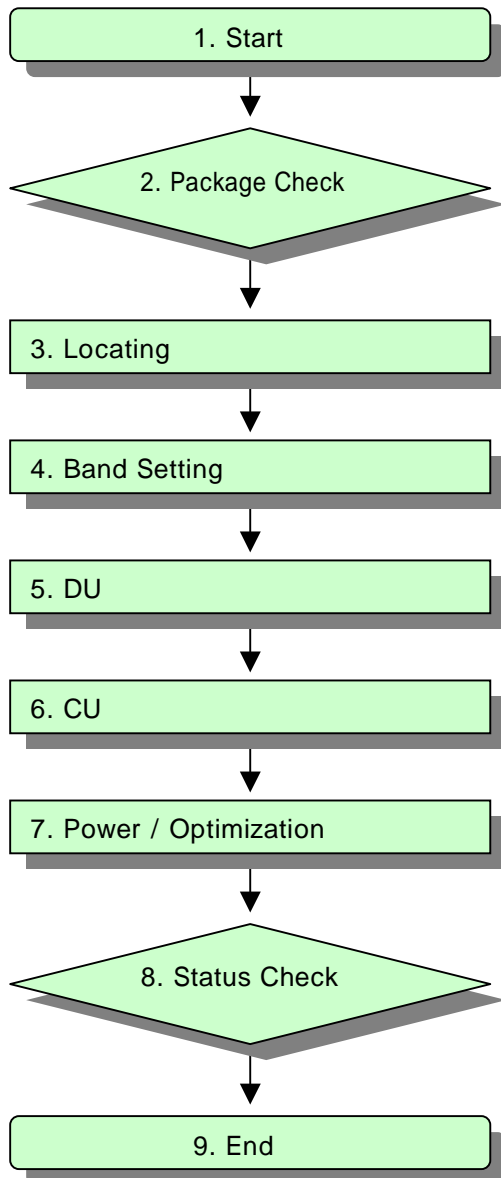 1. Start
2. Package Check
3. Locating
4. Band Setting
5. DU
6. CU
7. Power / Optimization
8. Status Check
9. End